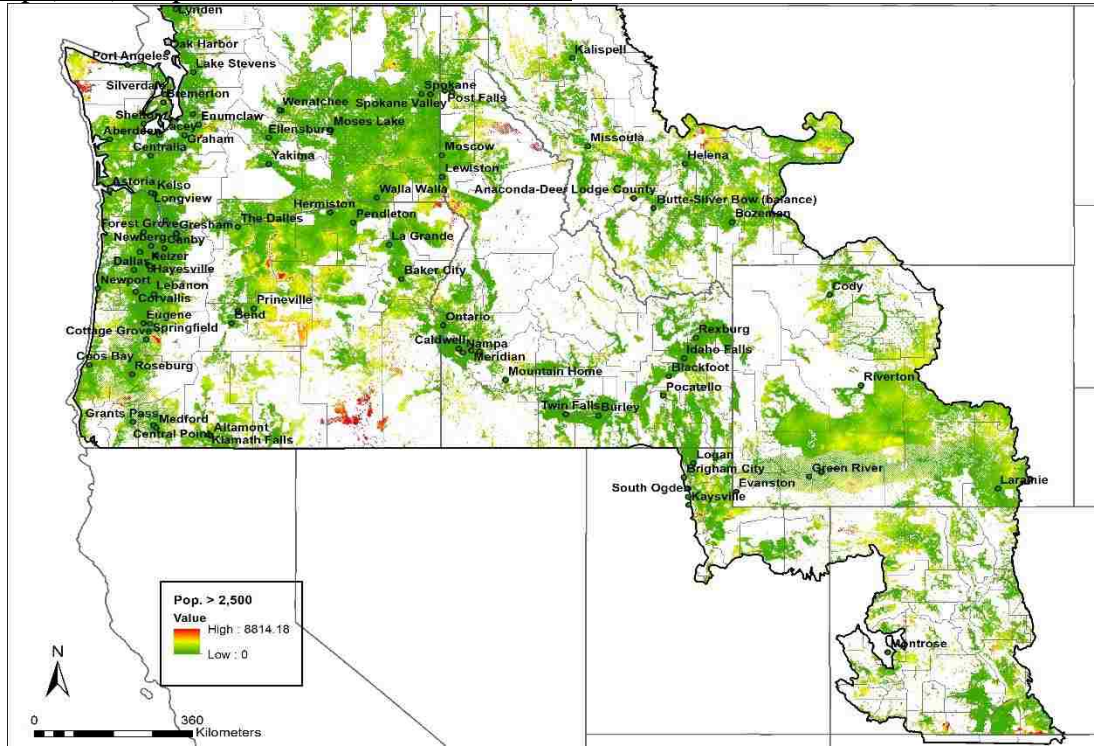 Lynden
Oak Harbor
Port Angeles
Lake Stevens
Kalispell
Silverdale
Bremerton
Spokane
Spokane Valley
Post Falls
Wenatchee
Shelton
Enumclaw
Moses Lake
Aberdeen
Lacey
Graham
Ellensburg
Missoula
Centralia
Moscow
Helena
Yakima
Lewiston
Astoria
Kelso
Walla Walla
Anaconda-Deer Lodge County
Longview
Hermiston
Butte-Silver Bow (balance)
Forest Grove
Gresham
The Dalles
Pendleton
Bozeman
Newberg
Canby
La Grande
Keizer
Dallas
Hayesville
Baker City
Newport
Lebanon
Cody
Corvallis
Prineville
Eugene
Bend
Ontario
Cottage Grove
Springfield
Rexburg
Caldwell
Nampa
Idaho Falls
Coos Bay
Meridian
Roseburg
Mountain Home
Blackfoot
Riverton
Pocatello
Grants Pass
Medford
Twin Falls
Burley
Central Point
Altamont
Klamath Falls
Logan
Brigham City
Green River
South Ogden
Kaysville
Evanston
Laramie
Pop. > 2,500
Value
High : 8814.18
Low : 0
Montrose
N
0
360
Kilometers